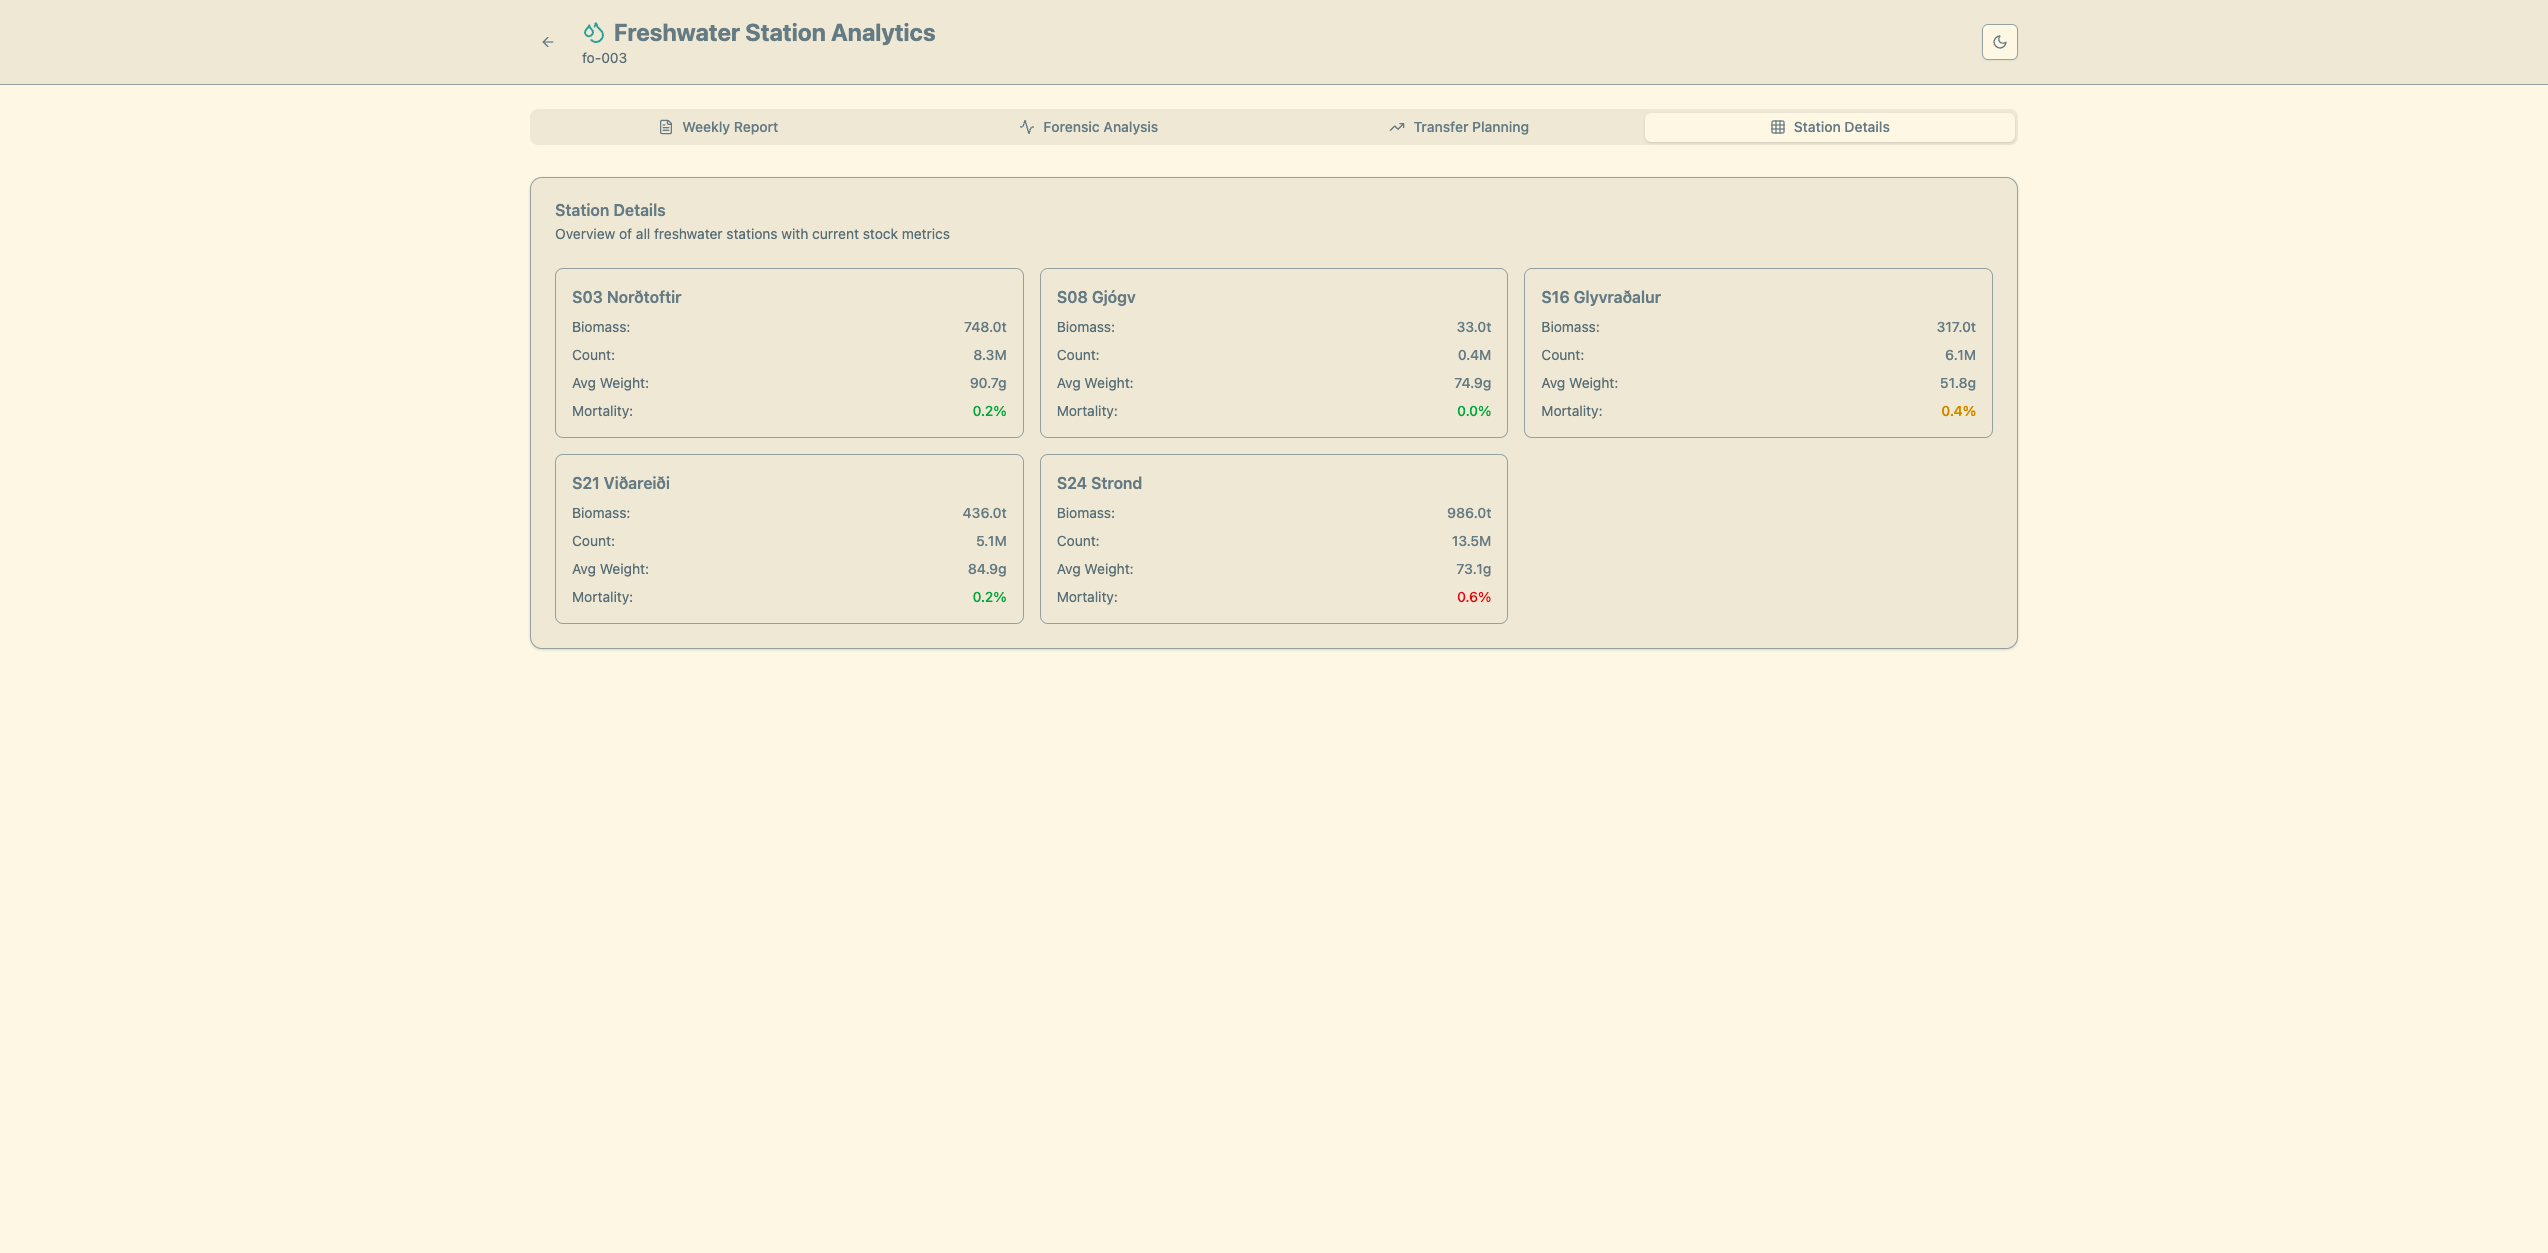 Freshwater Station Analytics
fo-003
Weekly Report
Forensic Analysis
Transfer Planning
Station Details
Station Details
Overview of all freshwater stations with current stock metrics
S03 Norðtoftir
Biomass: 748.0t
Count: 8.3M
Avg Weight: 90.7g
Mortality: 0.2%
S08 Gjógv
Biomass: 33.0t
Count: 0.4M
Avg Weight: 74.9g
Mortality: 0.0%
S16 Glyvraðalur
Biomass: 317.0t
Count: 6.1M
Avg Weight: 51.8g
Mortality: 0.4%
S21 Viðareiði
Biomass: 436.0t
Count: 5.1M
Avg Weight: 84.9g
Mortality: 0.2%
S24 Strond
Biomass: 986.0t
Count: 13.5M
Avg Weight: 73.1g
Mortality: 0.6%